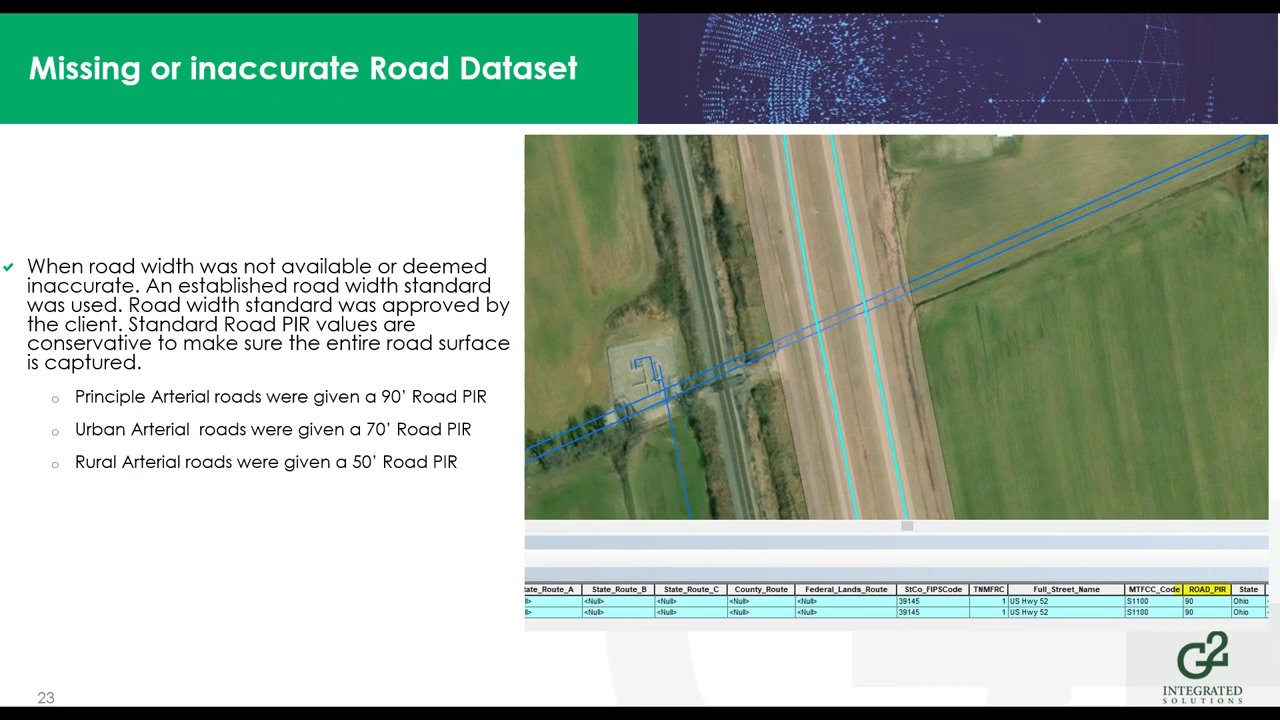 Missing or inaccurate Road Dataset
When road width was not available or deemed
inaccurate. An established road width standard
was used. Road width standard was approved by
the client. Standard Road PIR values are
conservative to make sure the entire road surface
is captured.
Principle Arterial roads were given a 90’ Road PIR
Urban Arterial roads were given a 70’ Road PIR
Rural Arterial roads were given a 50’ Road PIR
tate_Route_A State_Route_B State_Route_C County_Route Federal_Lands_Route StCo_FIPSCode TNMFRC Full_Street_Name MTFCC_Code ROAD_PIR State
ll> <Null> <Null> <Null> <Null> 39145 1 US Hwy 52 S1100 90 Ohio
ll> <Null> <Null> <Null> <Null> 39145 1 US Hwy 52 S1100 90 Ohio
G2
INTEGRATED
SOLUTIONS
23